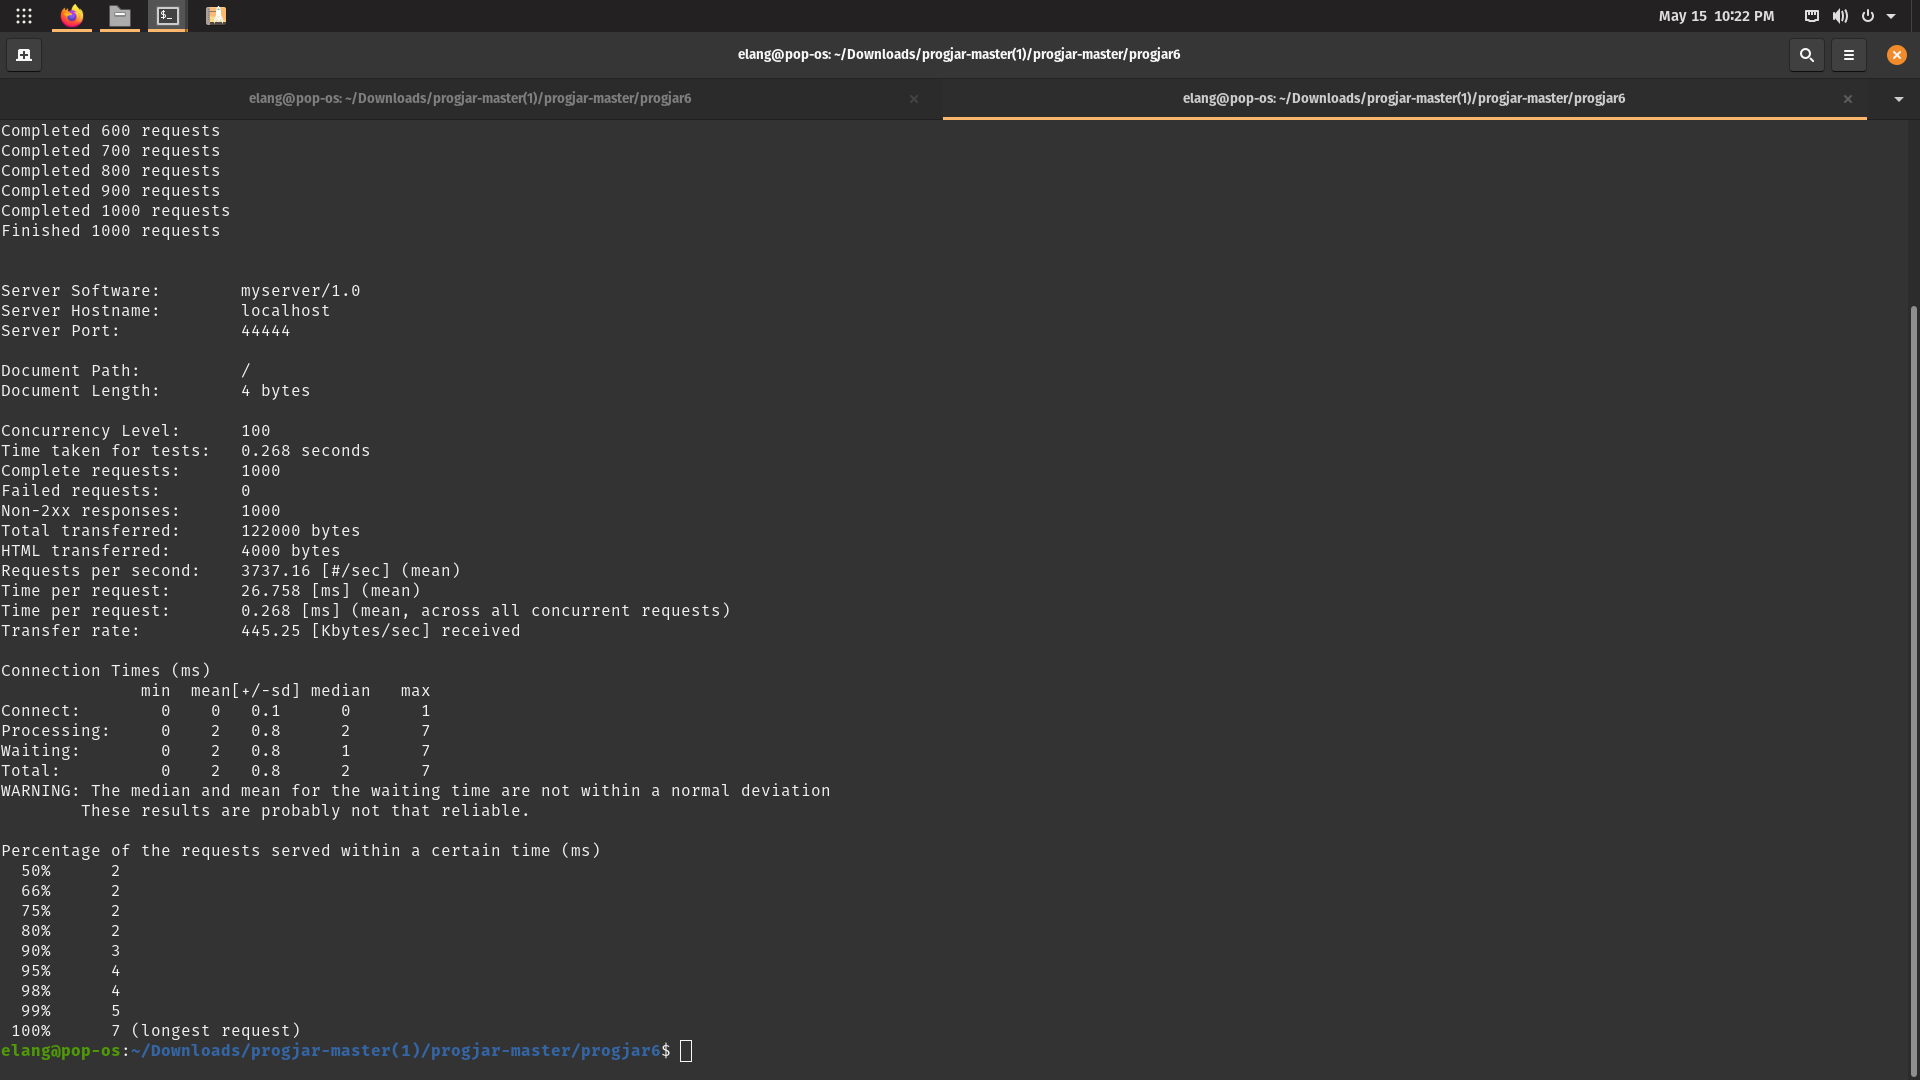 May 15  10:22 PM
elang@pop-os: ~/Downloads/progjar-master(1)/progjar-master/progjar6
elang@pop-os: ~/Downloads/progjar-master(1)/progjar-master/progjar6
elang@pop-os: ~/Downloads/progjar-master(1)/progjar-master/progjar6
Completed 600 requests
Completed 700 requests
Completed 800 requests
Completed 900 requests
Completed 1000 requests
Finished 1000 requests
Server Software:        myserver/1.0
Server Hostname:        localhost
Server Port:            44444
Document Path:          /
Document Length:        4 bytes
Concurrency Level:      100
Time taken for tests:   0.268 seconds
Complete requests:      1000
Failed requests:        0
Non-2xx responses:      1000
Total transferred:      122000 bytes
HTML transferred:       4000 bytes
Requests per second:    3737.16 [#/sec] (mean)
Time per request:       26.758 [ms] (mean)
Time per request:       0.268 [ms] (mean, across all concurrent requests)
Transfer rate:          445.25 [Kbytes/sec] received
Connection Times (ms)
              min  mean[+/-sd] median   max
Connect:        0    0   0.1      0       1
Processing:     0    2   0.8      2       7
Waiting:        0    2   0.8      1       7
Total:          0    2   0.8      2       7
WARNING: The median and mean for the waiting time are not within a normal deviation
        These results are probably not that reliable.
Percentage of the requests served within a certain time (ms)
  50%      2
  66%      2
  75%      2
  80%      2
  90%      3
  95%      4
  98%      4
  99%      5
 100%      7 (longest request)
elang@pop-os:~/Downloads/progjar-master(1)/progjar-master/progjar6$